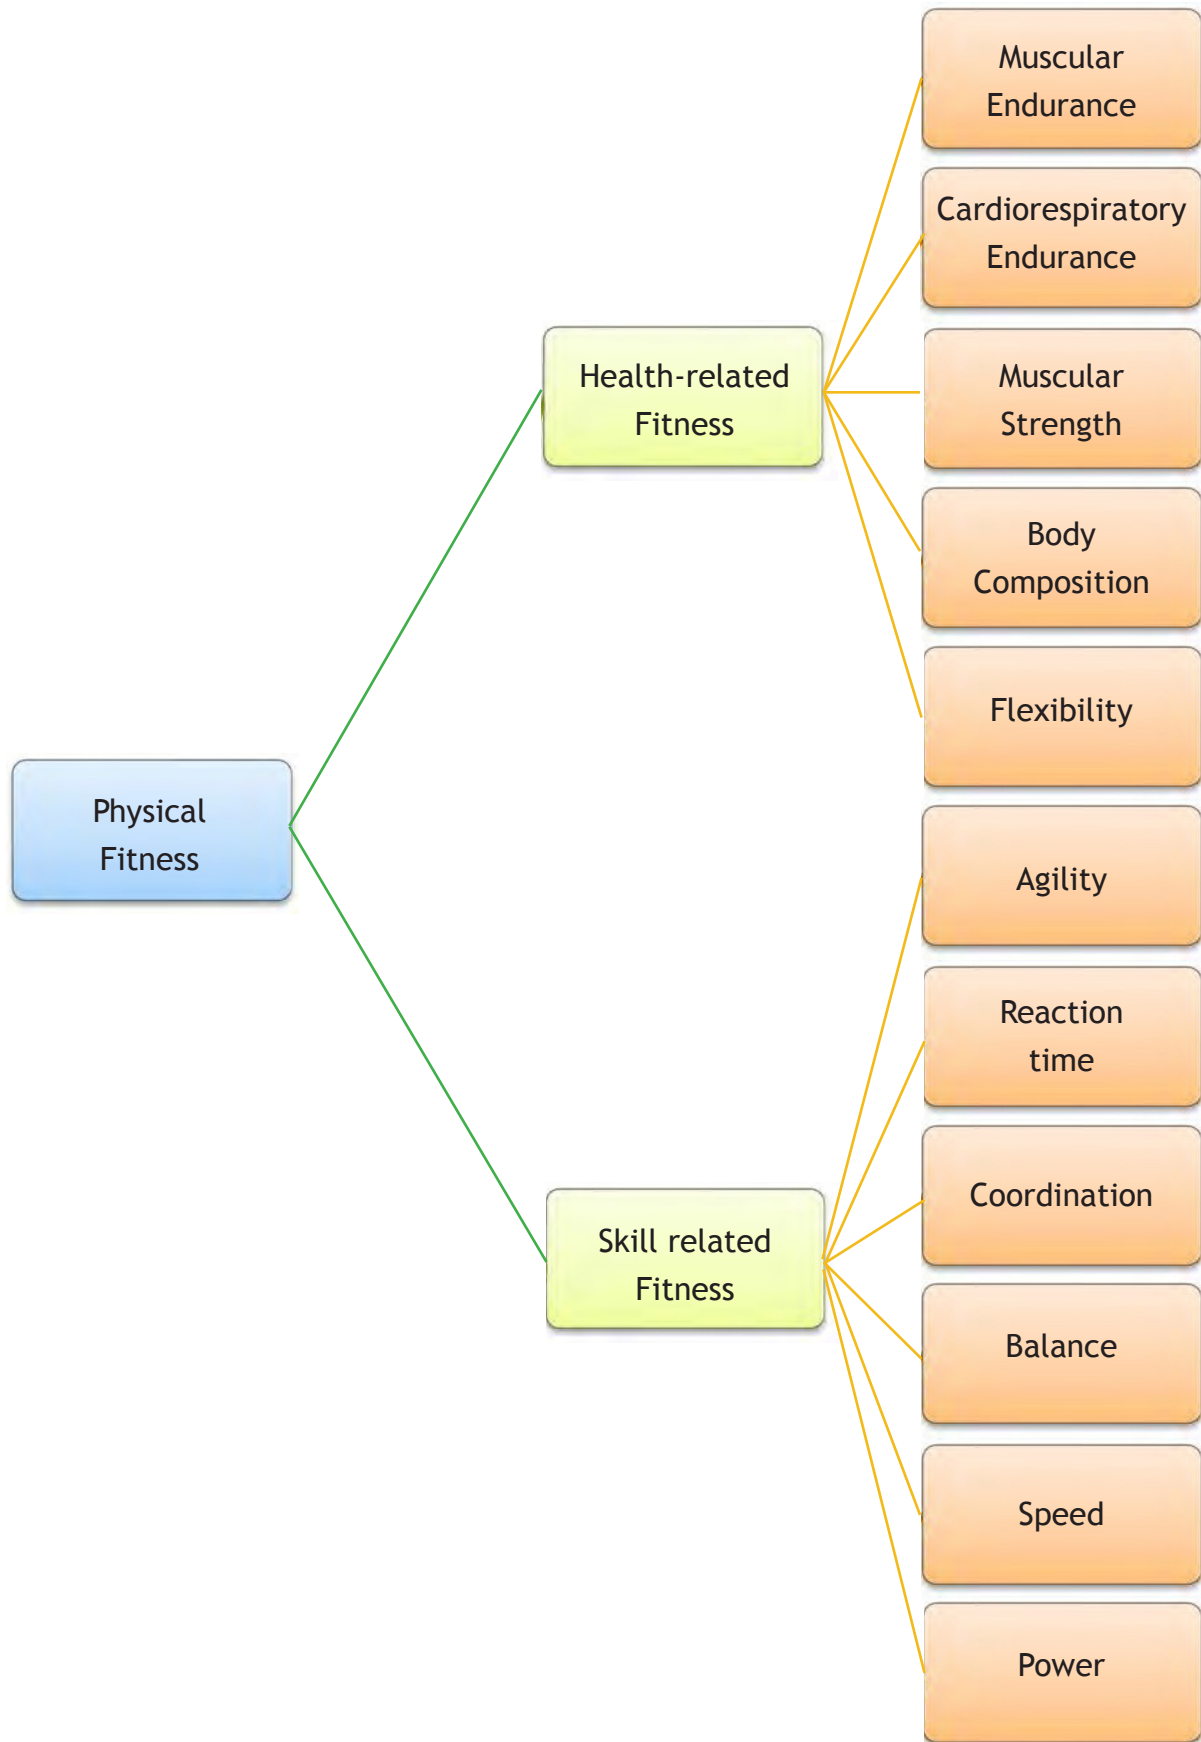 Muscular
Endurance
Cardiorespiratory
Endurance
Health-related
Fitness
Muscular
Strength
Body
Composition
Flexibility
Physical
Fitness
Agility
Reaction
time
Coordination
Skill related
Fitness
Balance
Speed
Power